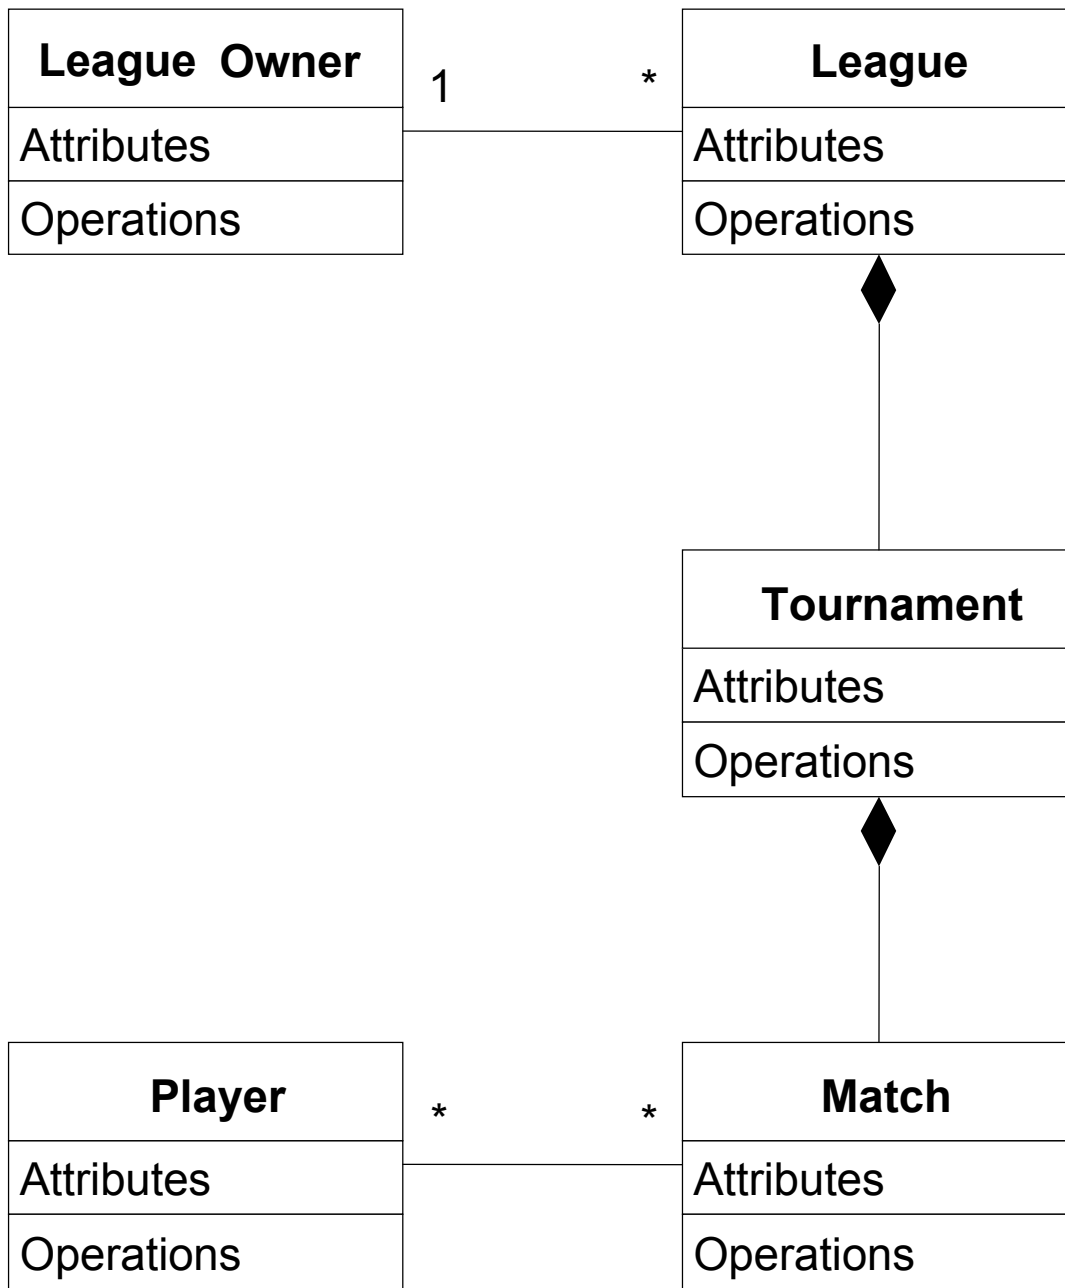 League Owner
1
*
League
Attributes
Attributes
Operations
Operations
Tournament
Attributes
Operations
Player
*
*
Match
Attributes
Attributes
Operations
Operations